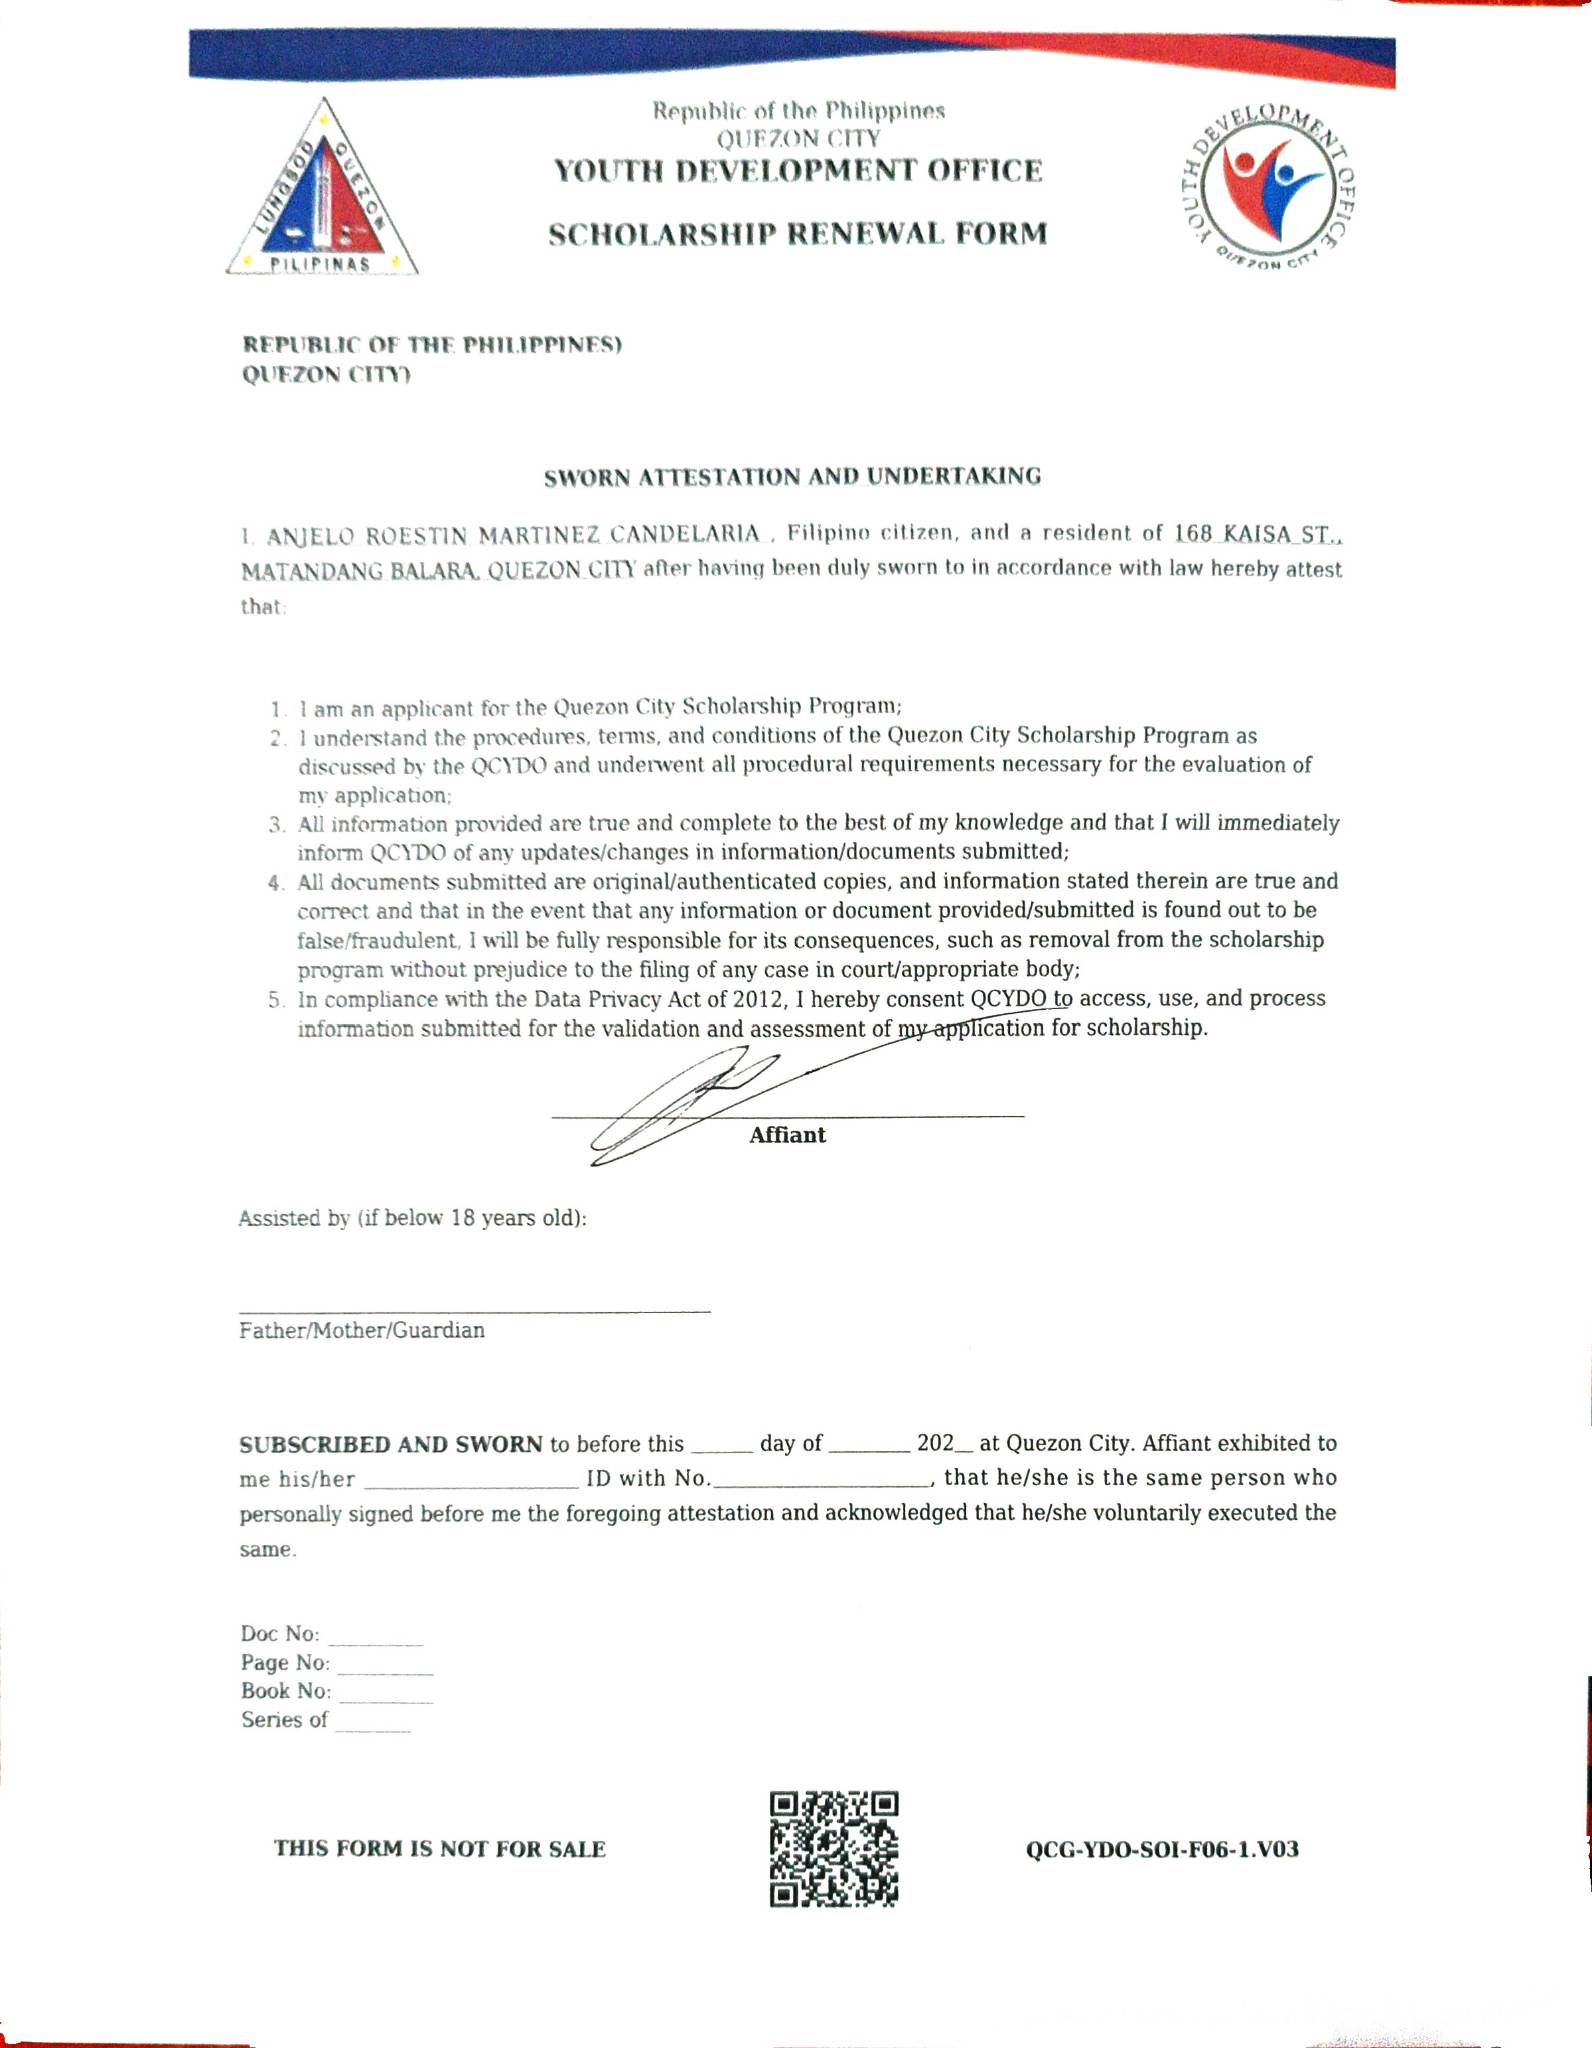 Republic of the Philippines
QUEZON CITY
YOUTH DEVELOPMENT OFFICE
SCHOLARSHIP RENEWAL FORM
LUNGSOD QUEZON
PILIPINAS
YOUTH DEVELOPMENT OFFICE
QUEZON CITY
REPUBLIC OF THE PHILIPPINES)
QUEZON CITY)
SWORN ATTESTATION AND UNDERTAKING
I, ANJELO ROESTIN MARTINEZ CANDELARIA , Filipino citizen, and a resident of 168 KAISA ST.,
MATANDANG BALARA, QUEZON CITY after having been duly sworn to in accordance with law hereby attest
that:
1. I am an applicant for the Quezon City Scholarship Program;
2. I understand the procedures, terms, and conditions of the Quezon City Scholarship Program as
discussed by the QCYDO and underwent all procedural requirements necessary for the evaluation of
my application;
3. All information provided are true and complete to the best of my knowledge and that I will immediately
inform QCYDO of any updates/changes in information/documents submitted;
4. All documents submitted are original/authenticated copies, and information stated therein are true and
correct and that in the event that any information or document provided/submitted is found out to be
false/fraudulent, I will be fully responsible for its consequences, such as removal from the scholarship
program without prejudice to the filing of any case in court/appropriate body;
5. In compliance with the Data Privacy Act of 2012, I hereby consent QCYDO to access, use, and process
information submitted for the validation and assessment of my application for scholarship.
Affiant
Assisted by (if below 18 years old):
Father/Mother/Guardian
SUBSCRIBED AND SWORN to before this _____ day of _______ 202_ at Quezon City. Affiant exhibited to
me his/her __________________ ID with No.__________________, that he/she is the same person who
personally signed before me the foregoing attestation and acknowledged that he/she voluntarily executed the
same.
Doc No: ________
Page No: ________
Book No: ________
Series of ______
THIS FORM IS NOT FOR SALE
QCG-YDO-SOI-F06-1.V03